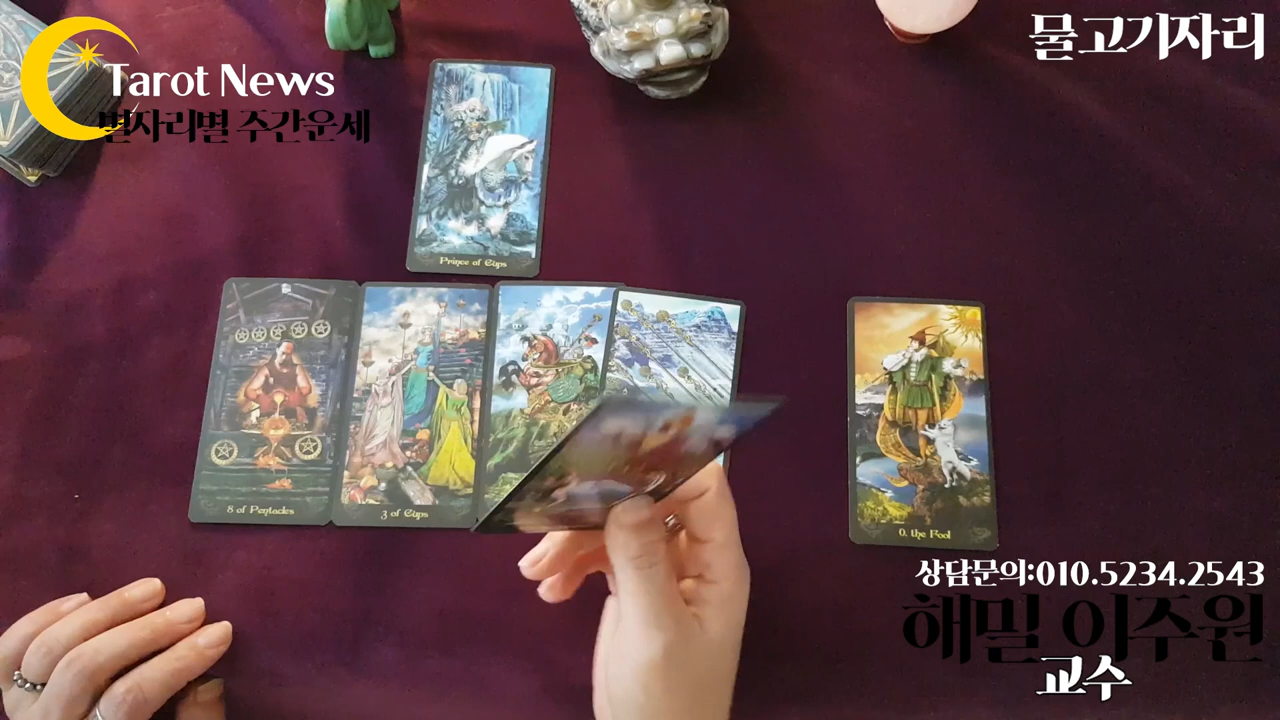 Tarot News
별자리별 주간운세
물고기자리
Prince of Cups
8 of Pentacles
3 of Cups
0. the Fool
상담문의:010.5234.2543
해밀 이주원
교수